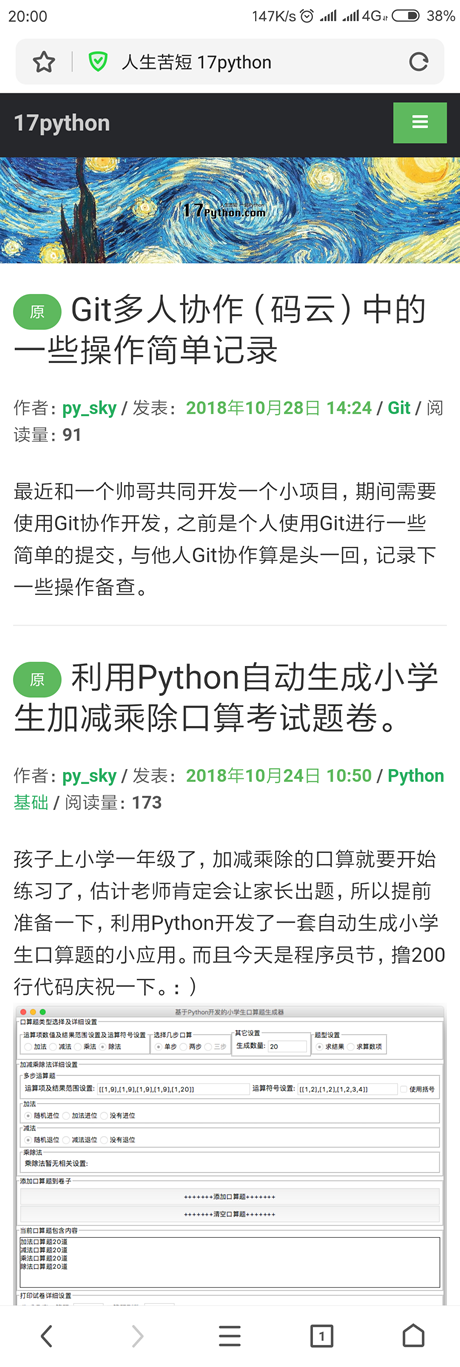 20:00 147K/s 4G 38%
人生苦短 17python
17python
17Python.com
原 Git多人协作（码云）中的
一些操作简单记录
作者: py_sky / 发表: 2018年10月28日 14:24 / Git / 阅
读量: 91
最近和一个帅哥共同开发一个小项目，期间需要
使用Git协作开发，之前是个人使用Git进行一些
简单的提交，与他人Git协作算是头一回，记录下
一些操作备查。
原 利用Python自动生成小学
生加减乘除口算考试题卷。
作者: py_sky / 发表: 2018年10月24日 10:50 / Python
基础 / 阅读量: 173
孩子上小学一年级了，加减乘除的口算就要开始
练习了，估计老师肯定会让家长出题，所以提前
准备一下，利用Python开发了一套自动生成小学
生口算题的小应用。而且今天是程序员节，撸200
行代码庆祝一下。：）
基于Python开发的小学生口算题生成器
口算题类型选择及详细设置
运算项数值及结果范围设置及运算符号设置 选择几步口算 其它设置 题型设置
加法 减法 乘法 除法 单步 两步 三步 生成数量: 20 求结果 求算数项
加减乘除法详细设置
多步运算题
运算项及结果范围设置: [[1,9],[1,9],[1,9],[1,9],[1,20]] 运算符号设置: [[1,2],[1,2],[1,2,3,4]] 使用括号
加法
随机进位 加法进位 没有进位
减法
随机退位 减法退位 没有退位
乘除法
乘除法暂无相关设置:
添加口算题到卷子
+++++++添加口算题+++++++
+++++++清空口算题+++++++
当前口算题包含内容
加法口算题20道
减法口算题20道
乘法口算题20道
除法口算题20道
打印试卷详细设置
1